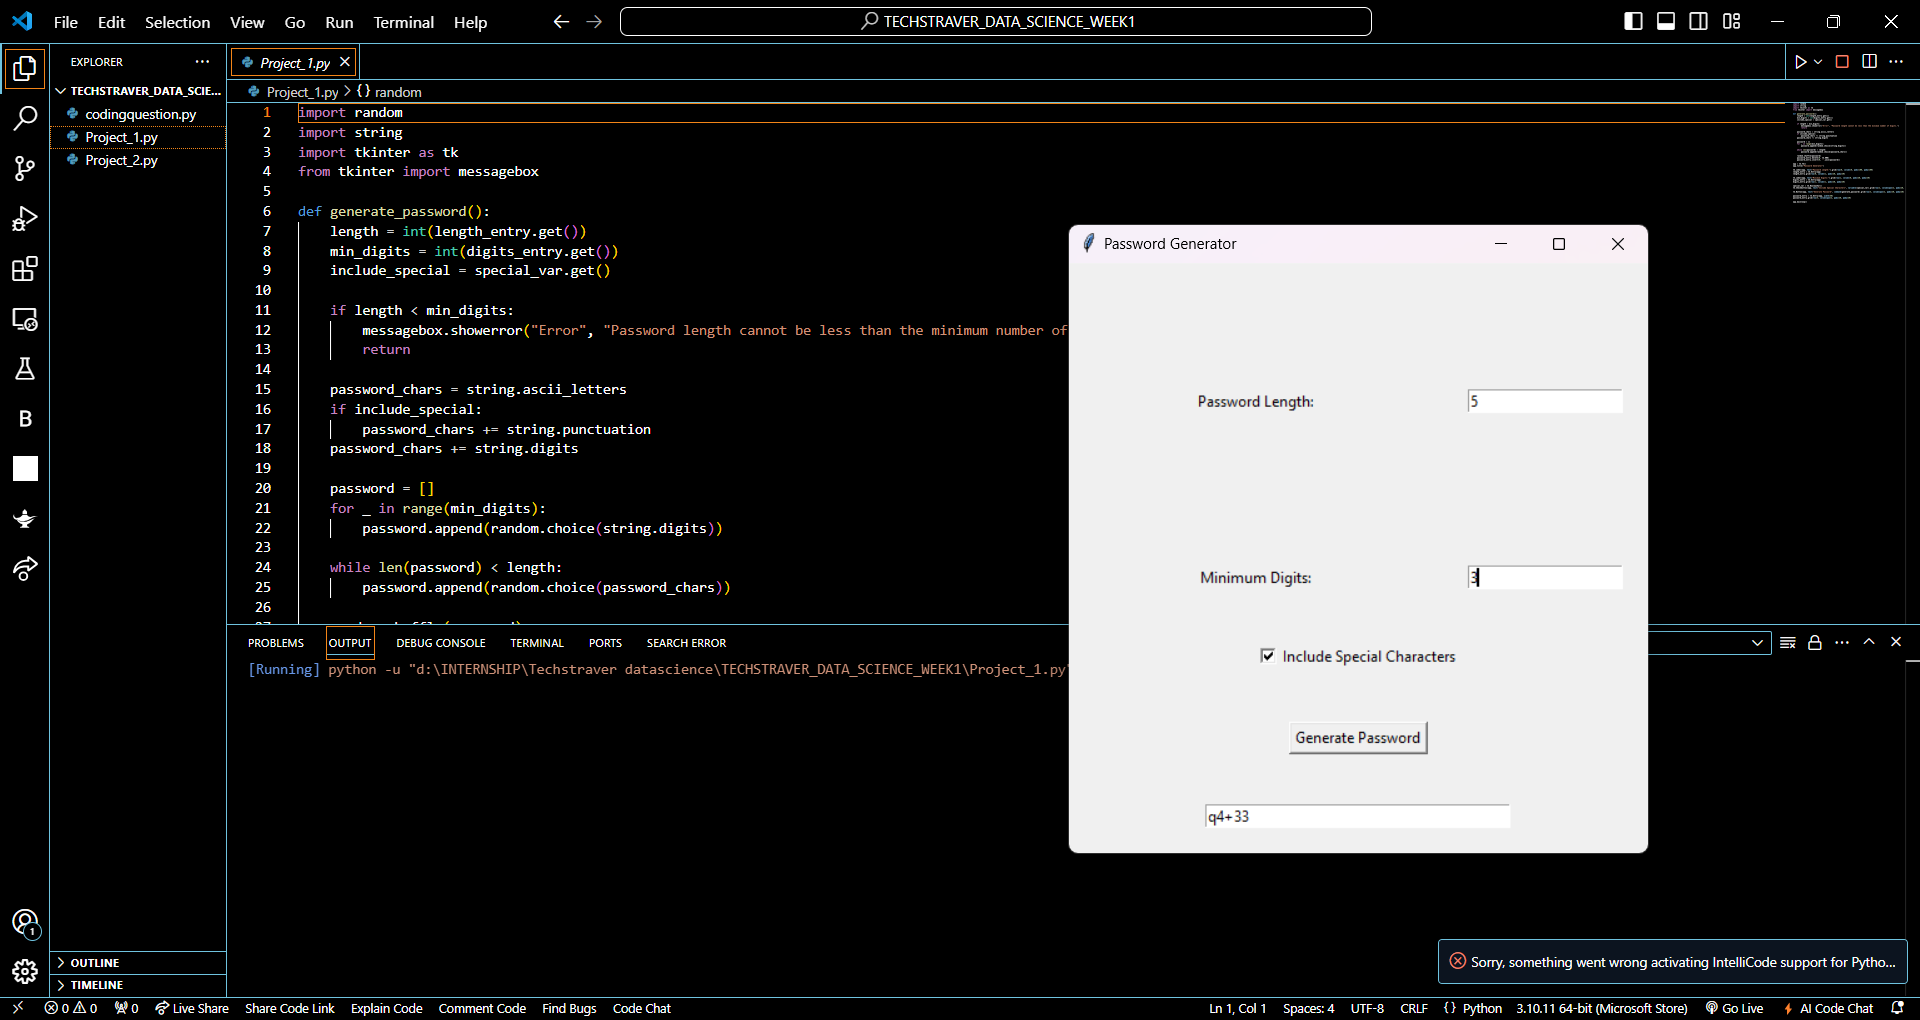 File Edit Selection View Go Run Terminal Help
TECHSTRAVER_DATA_SCIENCE_WEEK1
EXPLORER
TECHSTRAVER_DATA_SCIE...
codingquestion.py
Project_1.py
Project_2.py
OUTLINE
TIMELINE
Project_1.py
Project_1.py > {} random
1 import random
2 import string
3 import tkinter as tk
4 from tkinter import messagebox
5
6 def generate_password():
7 length = int(length_entry.get())
8 min_digits = int(digits_entry.get())
9 include_special = special_var.get()
10
11 if length < min_digits:
12 messagebox.showerror("Error", "Password length cannot be less than the minimum number of
13 return
14
15 password_chars = string.ascii_letters
16 if include_special:
17 password_chars += string.punctuation
18 password_chars += string.digits
19
20 password = []
21 for _ in range(min_digits):
22 password.append(random.choice(string.digits))
23
24 while len(password) < length:
25 password.append(random.choice(password_chars))
26
PROBLEMS OUTPUT DEBUG CONSOLE TERMINAL PORTS SEARCH ERROR
[Running] python -u "d:\INTERNSHIP\Techstraver datascience\TECHSTRAVER_DATA_SCIENCE_WEEK1\Project_1.py"
Password Generator
Password Length: 5
Minimum Digits: 3
Include Special Characters
Generate Password
q4+33
Sorry, something went wrong activating IntelliCode support for Pytho...
B
1
0 0 0 Live Share Share Code Link Explain Code Comment Code Find Bugs Code Chat
Ln 1, Col 1 Spaces: 4 UTF-8 CRLF {} Python 3.10.11 64-bit (Microsoft Store) Go Live AI Code Chat